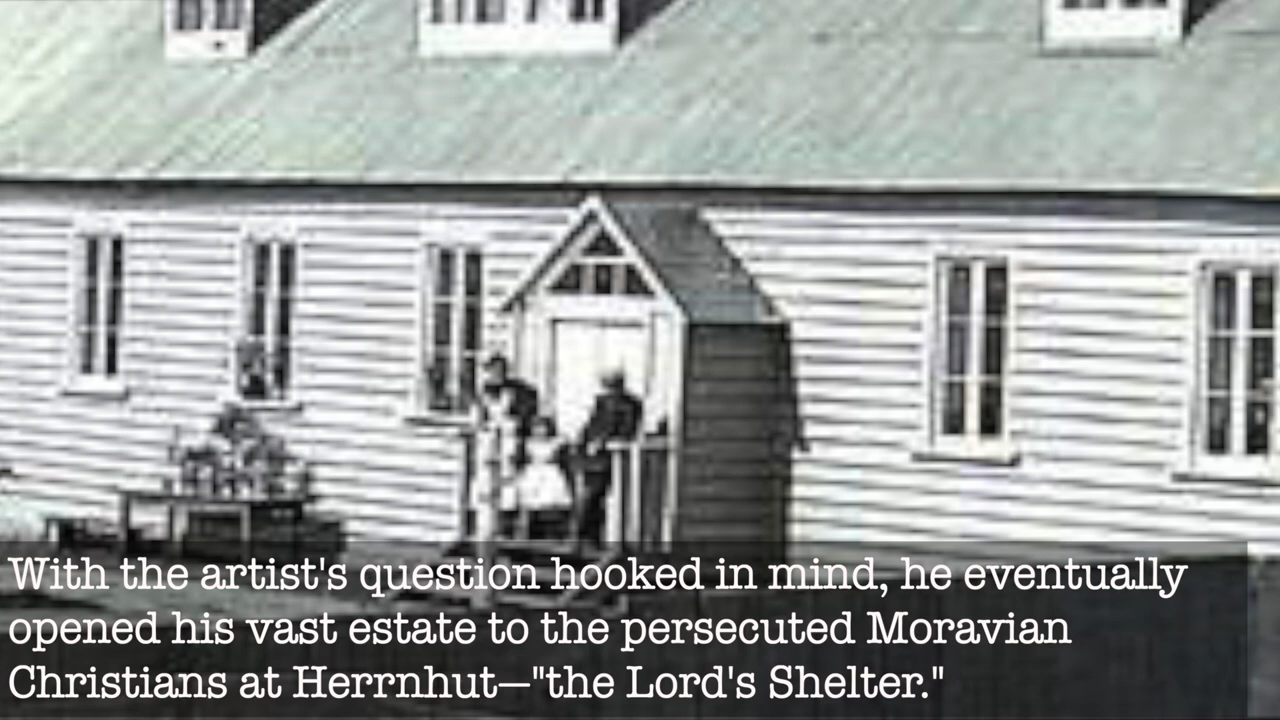 With the artist's question hooked in mind, he eventually
opened his vast estate to the persecuted Moravian
Christians at Herrnhut—"the Lord's Shelter."